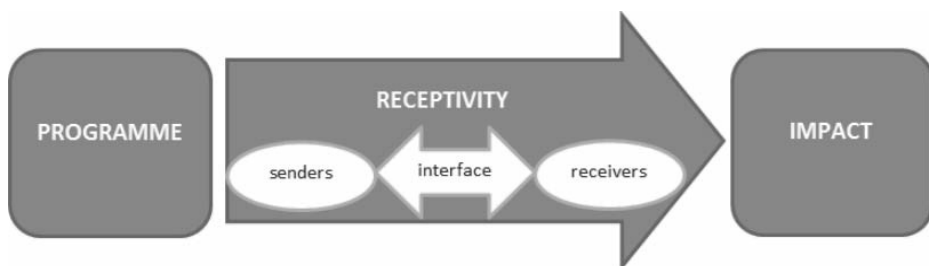 PROGRAMME
RECEPTIVITY
senders
interface
receivers
IMPACT